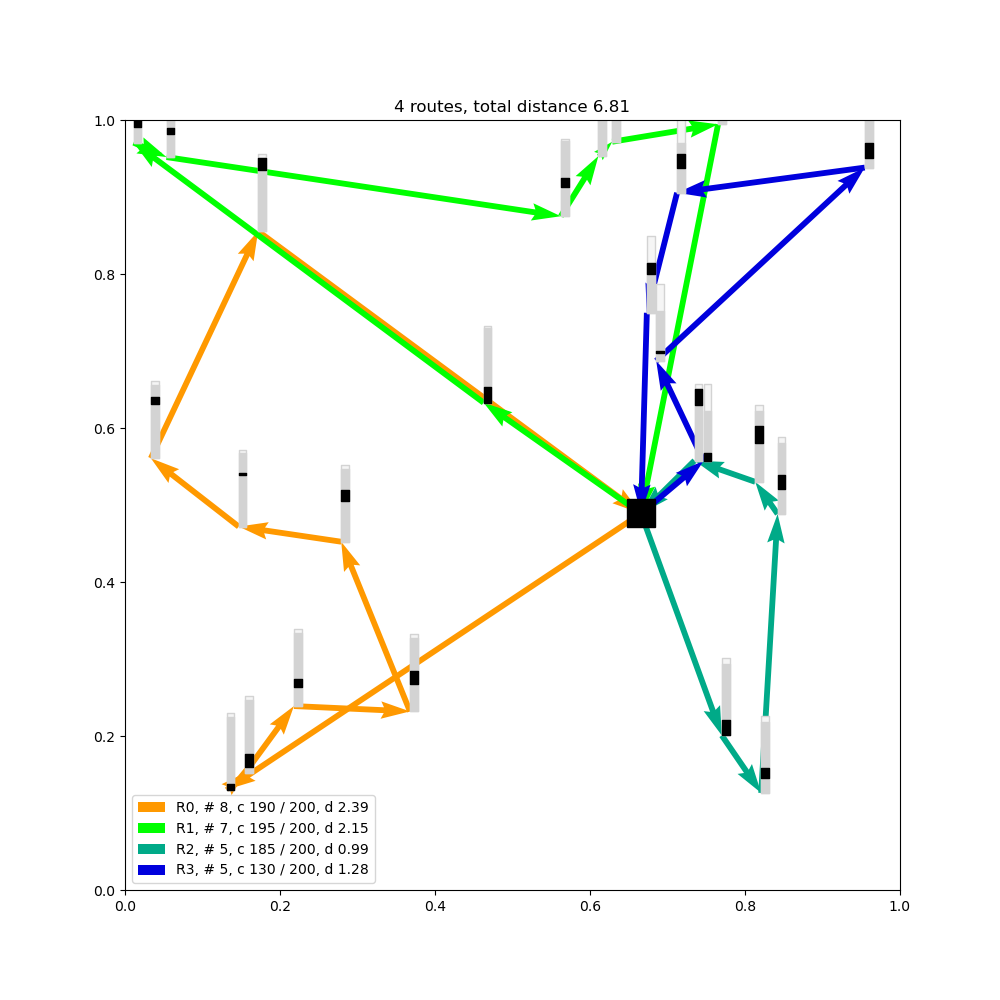 4 routes, total distance 6.81
1.0
0.8
0.6
0.4
0.2
0.0
R0, # 8, c 190 / 200, d 2.39
R1, # 7, c 195 / 200, d 2.15
R2, # 5, c 185 / 200, d 0.99
R3, # 5, c 130 / 200, d 1.28
0.0 0.2 0.4 0.6 0.8 1.0